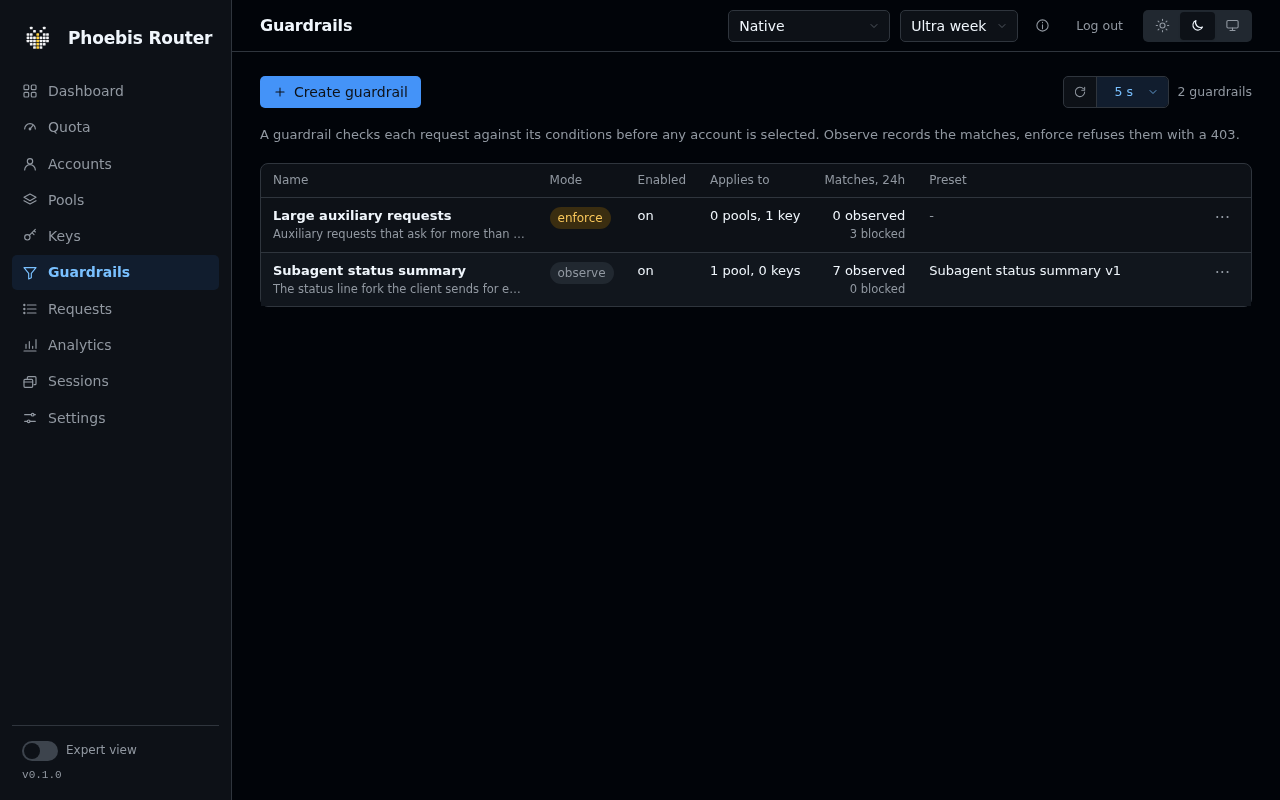 Phoebis Router
Dashboard
Quota
Accounts
Pools
Keys
Guardrails
Requests
Analytics
Sessions
Settings
Expert view
v0.1.0
Guardrails
Native
Ultra week
Log out
Create guardrail
5 s
2 guardrails
A guardrail checks each request against its conditions before any account is selected. Observe records the matches, enforce refuses them with a 403.
Name Mode Enabled Applies to Matches, 24h Preset
Large auxiliary requests enforce on 0 pools, 1 key 0 observed - ...
Auxiliary requests that ask for more than ... 3 blocked
Subagent status summary observe on 1 pool, 0 keys 7 observed Subagent status summary v1 ...
The status line fork the client sends for e... 0 blocked